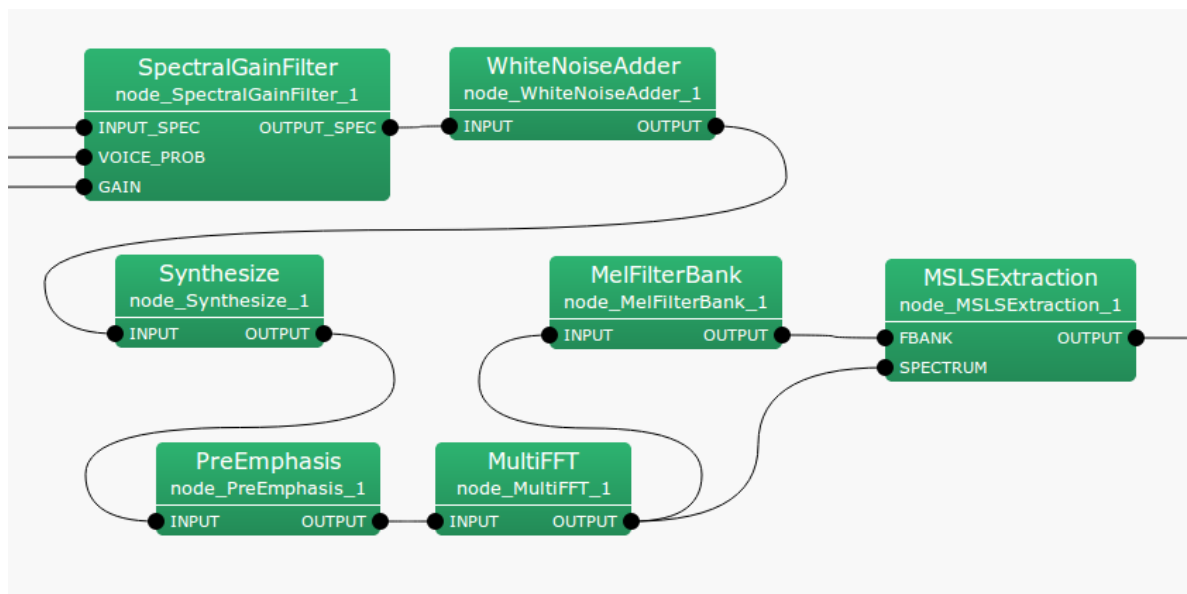 SpectralGainFilter
node_SpectralGainFilter_1
INPUT_SPEC OUTPUT_SPEC
VOICE_PROB
GAIN
WhiteNoiseAdder
node_WhiteNoiseAdder_1
INPUT OUTPUT
Synthesize
node_Synthesize_1
INPUT OUTPUT
MelFilterBank
node_MelFilterBank_1
INPUT OUTPUT
MSLSExtraction
node_MSLSExtraction_1
FBANK OUTPUT
SPECTRUM
PreEmphasis
node_PreEmphasis_1
INPUT OUTPUT
MultiFFT
node_MultiFFT_1
INPUT OUTPUT